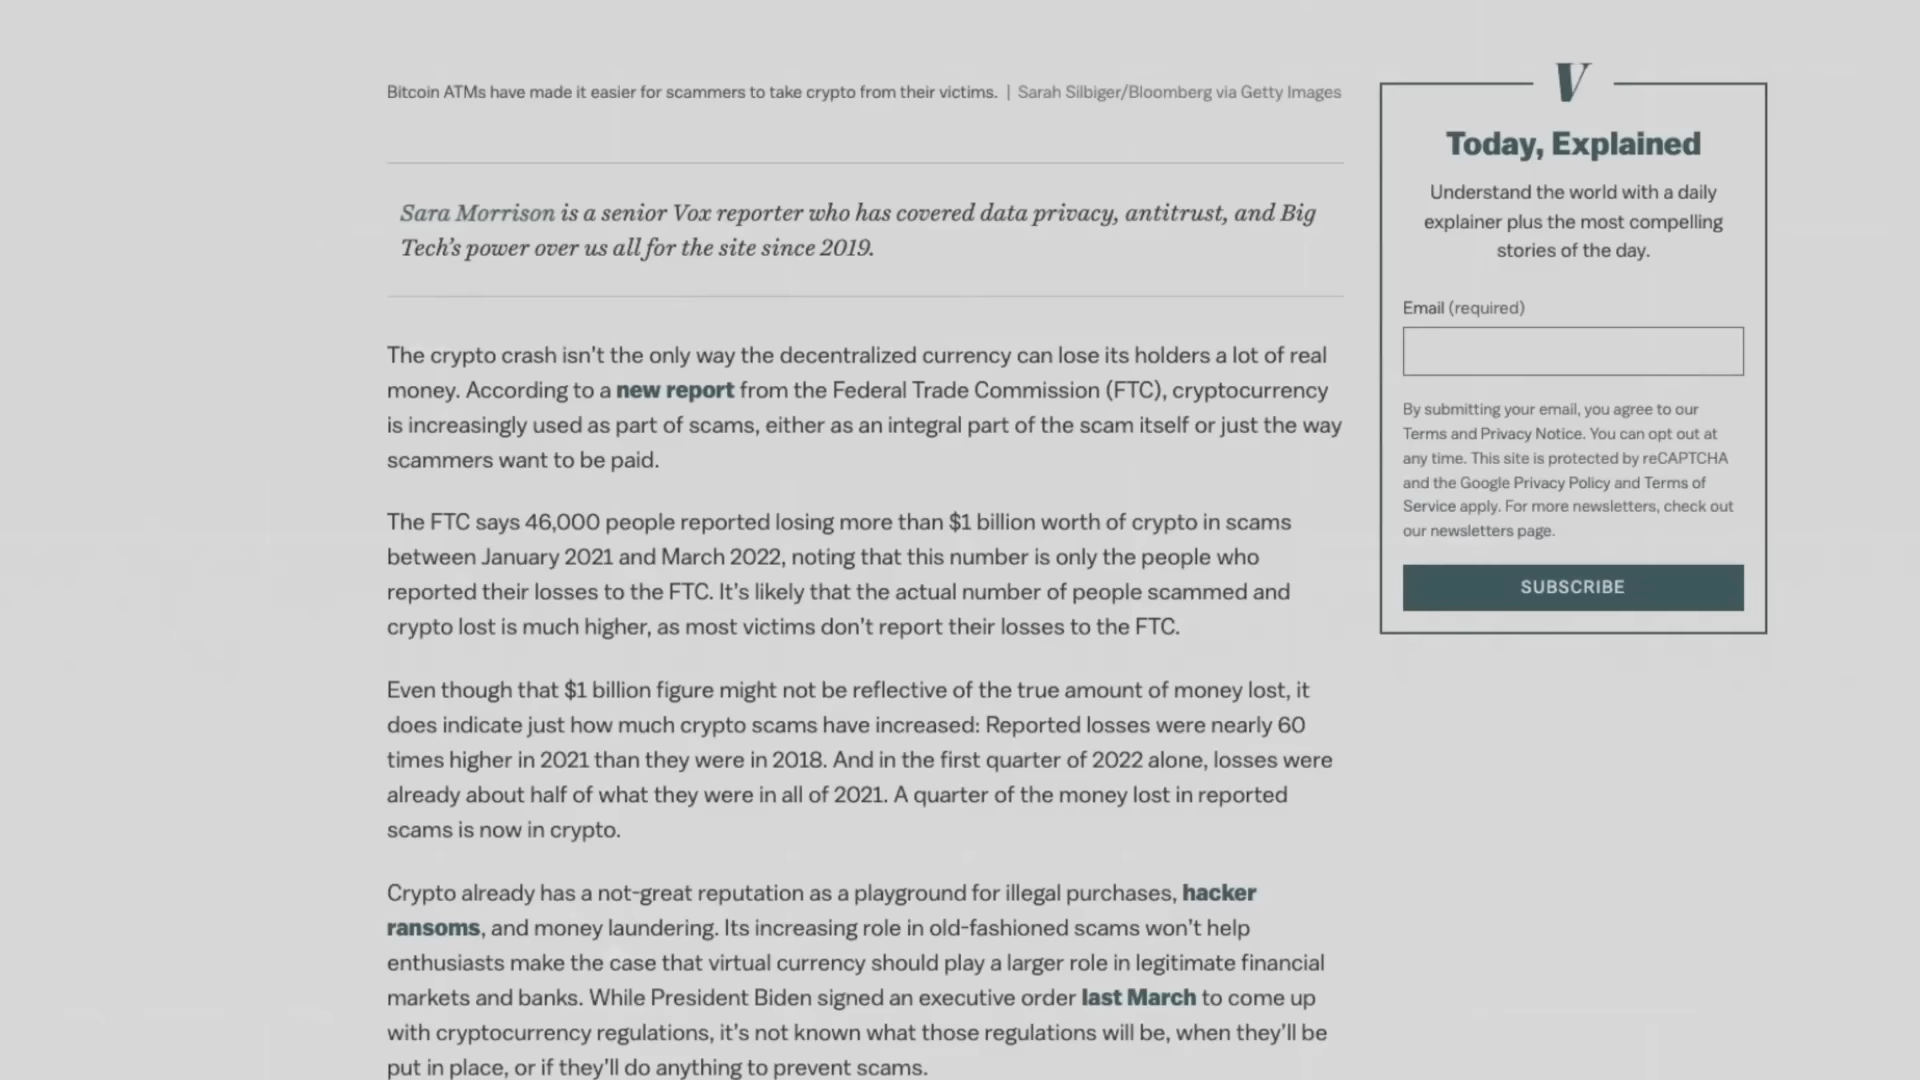 Bitcoin ATMs have made it easier for scammers to take crypto from their victims. | Sarah Silbiger/Bloomberg via Getty Images
Sara Morrison is a senior Vox reporter who has covered data privacy, antitrust, and Big
Tech's power over us all for the site since 2019.
The crypto crash isn't the only way the decentralized currency can lose its holders a lot of real
money. According to a new report from the Federal Trade Commission (FTC), cryptocurrency
is increasingly used as part of scams, either as an integral part of the scam itself or just the way
scammers want to be paid.
The FTC says 46,000 people reported losing more than $1 billion worth of crypto in scams
between January 2021 and March 2022, noting that this number is only the people who
reported their losses to the FTC. It's likely that the actual number of people scammed and
crypto lost is much higher, as most victims don't report their losses to the FTC.
Even though that $1 billion figure might not be reflective of the true amount of money lost, it
does indicate just how much crypto scams have increased: Reported losses were nearly 60
times higher in 2021 than they were in 2018. And in the first quarter of 2022 alone, losses were
already about half of what they were in all of 2021. A quarter of the money lost in reported
scams is now in crypto.
Crypto already has a not-great reputation as a playground for illegal purchases, hacker
ransoms, and money laundering. Its increasing role in old-fashioned scams won't help
enthusiasts make the case that virtual currency should play a larger role in legitimate financial
markets and banks. While President Biden signed an executive order last March to come up
with cryptocurrency regulations, it's not known what those regulations will be, when they'll be
put in place, or if they'll do anything to prevent scams.
V
Today, Explained
Understand the world with a daily
explainer plus the most compelling
stories of the day.
Email (required)
By submitting your email, you agree to our
Terms and Privacy Notice. You can opt out at
any time. This site is protected by reCAPTCHA
and the Google Privacy Policy and Terms of
Service apply. For more newsletters, check out
our newsletters page.
SUBSCRIBE